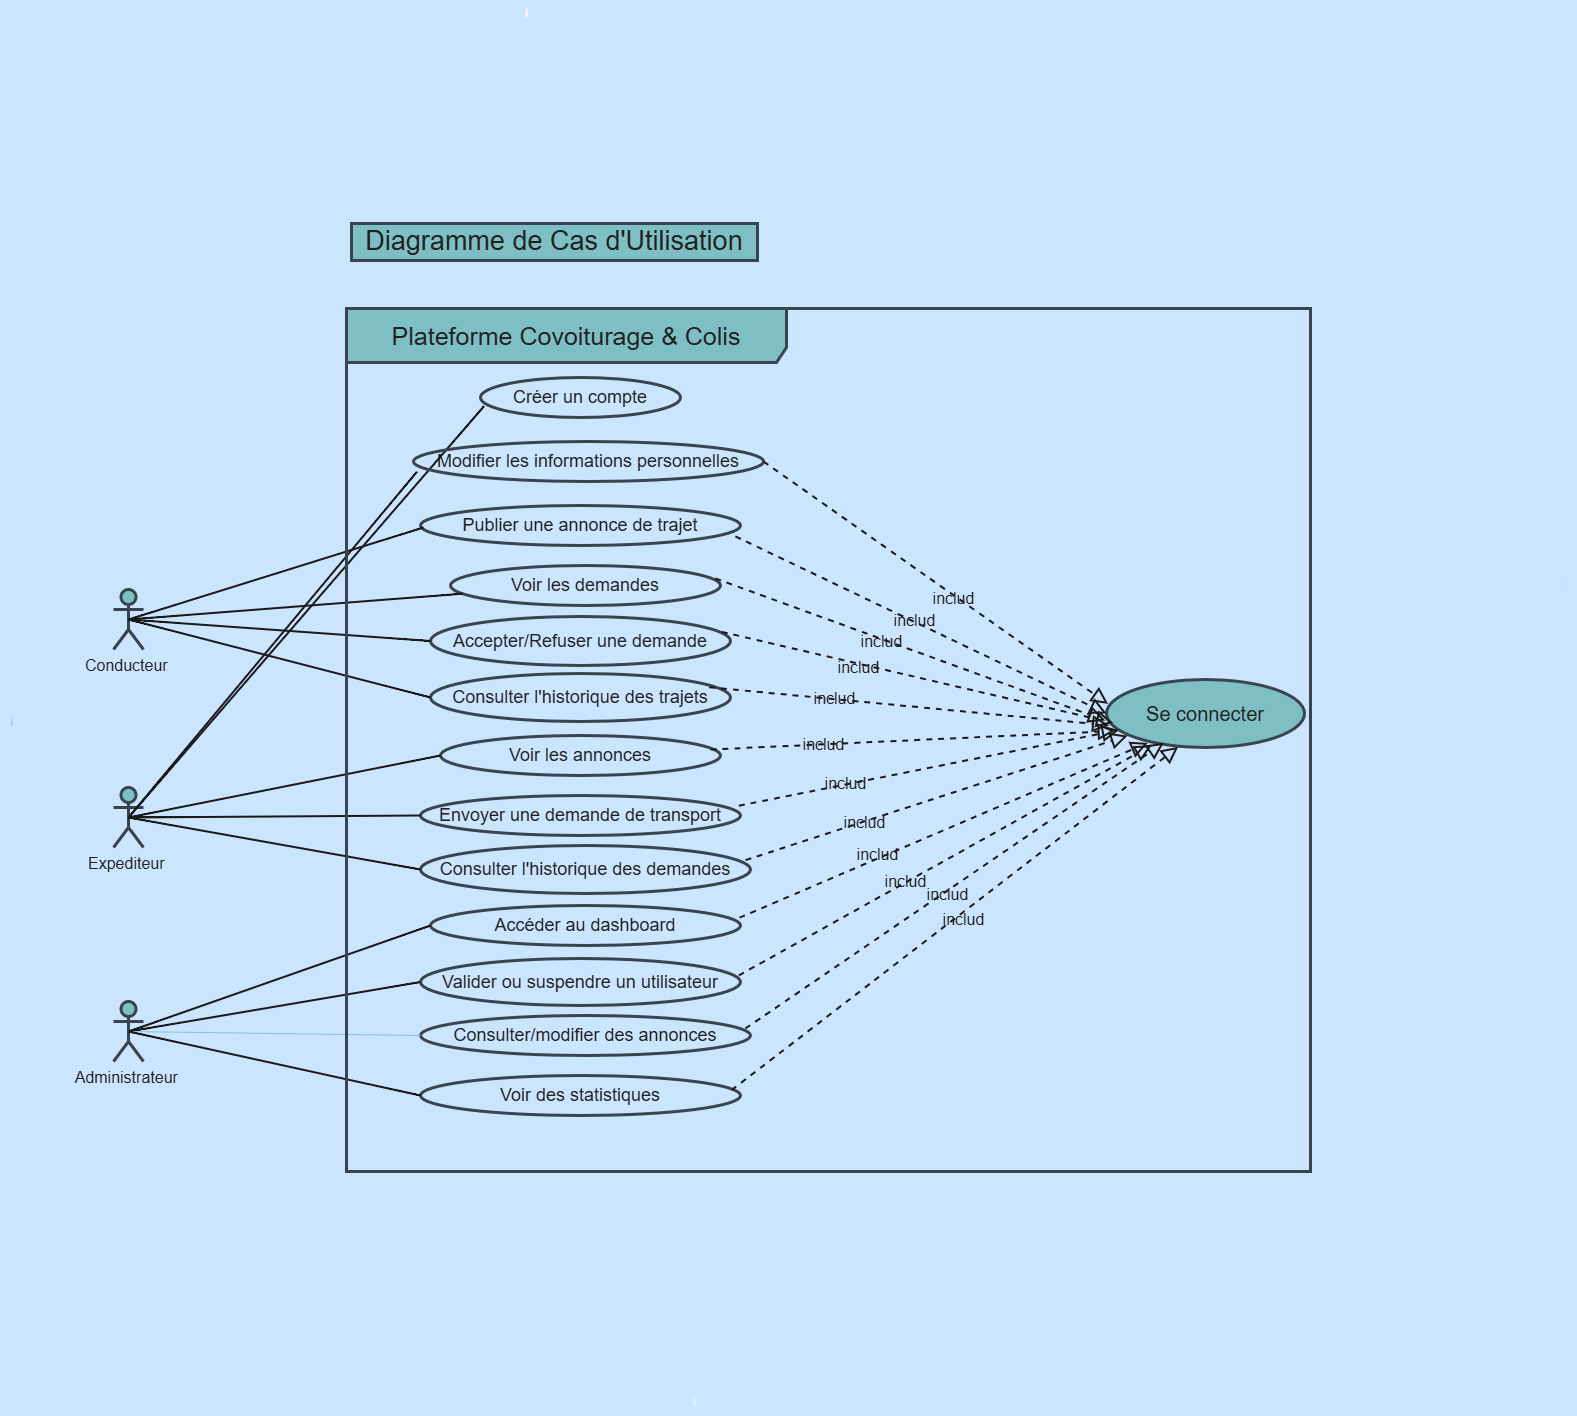 Diagramme de Cas d'Utilisation
Plateforme Covoiturage & Colis
Créer un compte
Modifier les informations personnelles
Publier une annonce de trajet
Voir les demandes
includ
includ
Accepter/Refuser une demande
includ
Conducteur
includ
Consulter l'historique des trajets
includ
Se connecter
Voir les annonces
includ
includ
Envoyer une demande de transport
includ
Expediteur
includ
Consulter l'historique des demandes
includ
includ
Accéder au dashboard
includ
Valider ou suspendre un utilisateur
Consulter/modifier des annonces
Administrateur
Voir des statistiques